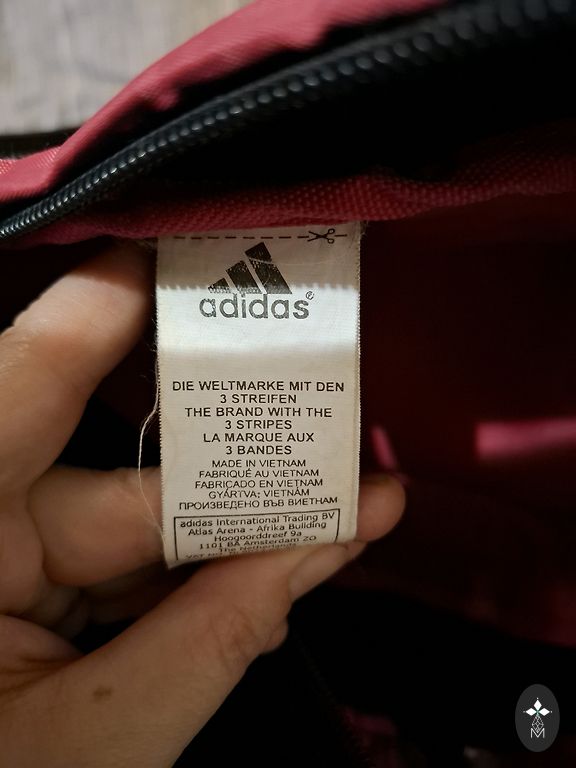 adidas®
DIE WELTMARKE MIT DEN
3 STREIFEN
THE BRAND WITH THE
3 STRIPES
LA MARQUE AUX
3 BANDES
MADE IN VIETNAM
FABRIQUÉ AU VIETNAM
FABRICADO EN VIETNAM
GYÁRTVA; VIETNÁM
ПРОИЗВЕДЕНО ВЪВ ВИЕТНАМ
adidas International Trading BV
Atlas Arena - Afrika Building
Hoogoorddreef 9a
1101 BA Amsterdam ZO
The Netherlands
M